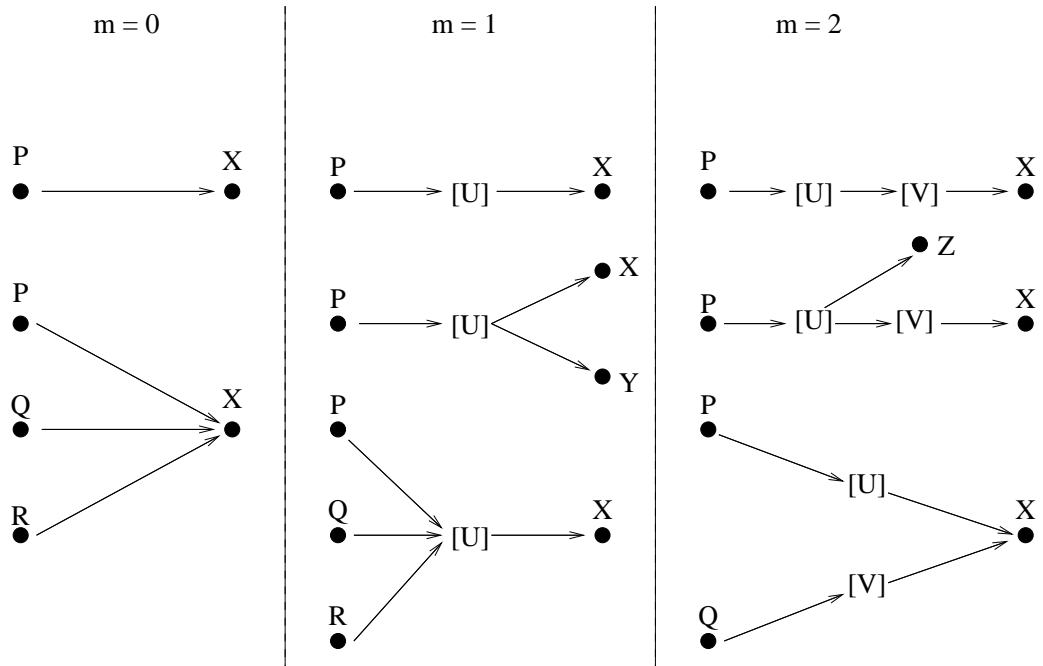 m = 0
m = 1
m = 2
P
X
P
[U]
X
P
[U]
[V]
X
P
Q
X
R
P
[U]
X
Y
P
Q
[U]
X
R
P
[U]
Z
[V]
X
P
[U]
X
[V]
Q